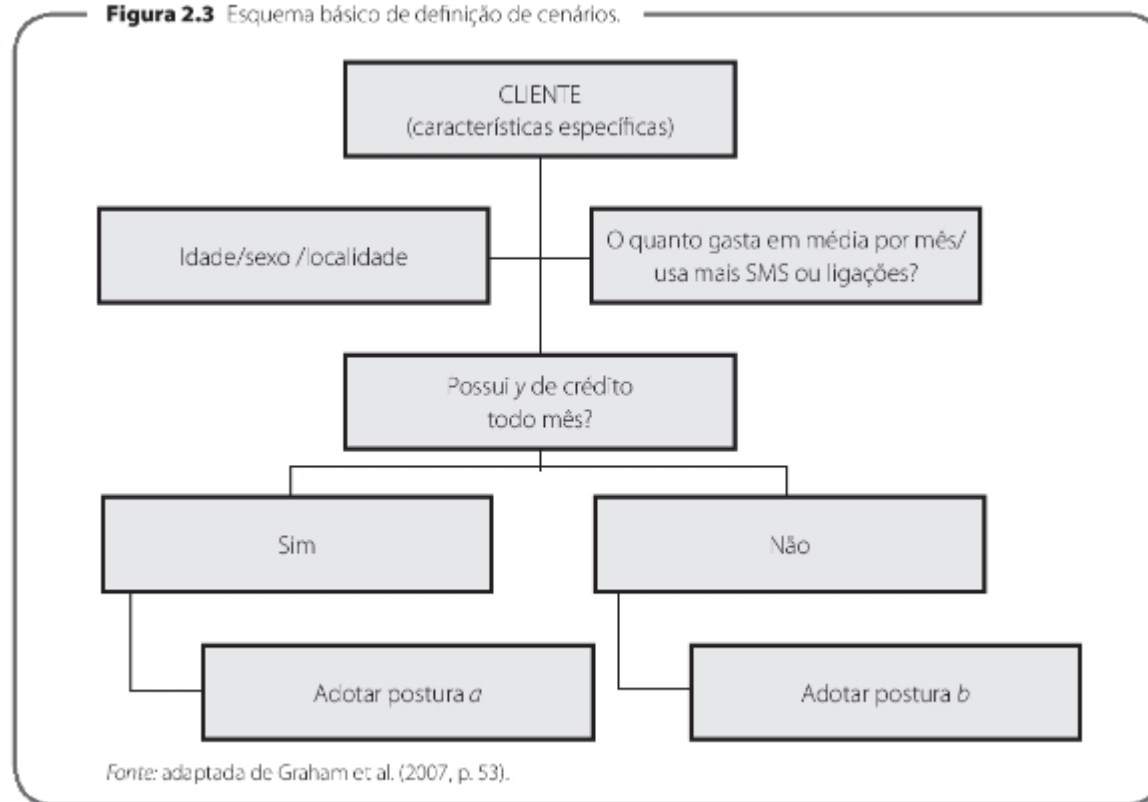 Figura 2.3 Esquema básico de definição de cenários.
CLIENTE
(características específicas)
Idade/sexo /localidade
O quanto gasta em média por mês/
usa mais SMS ou ligações?
Possui y de crédito
todo mês?
Sim
Não
Adotar postura a
Adotar postura b
Fonte: adaptada de Graham et al. (2007, p. 53).